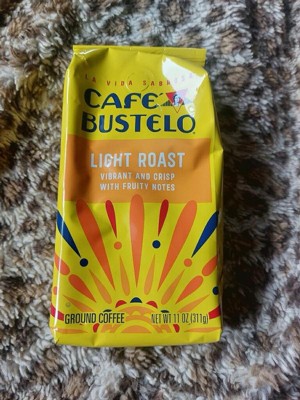 LA VIDA SABROSA
CAFÉ
BUSTELO
LIGHT ROAST
VIBRANT AND CRISP
WITH FRUITY NOTES
GROUND COFFEE NET WT 11 OZ (311g)